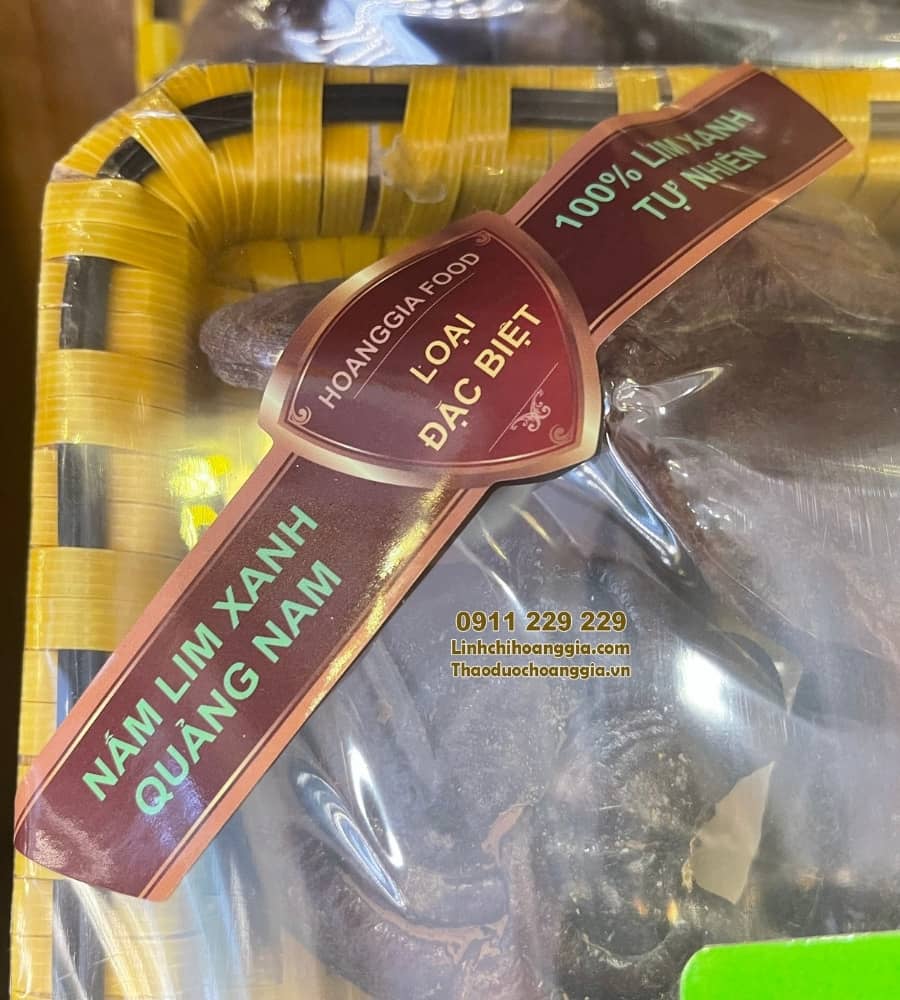 100% LIM XANH
TỰ NHIÊN
HOANGGIA FOOD
LOẠI
ĐẶC BIỆT
NẤM LIM XANH
QUẢNG NAM
0911 229 229
Linhchihoanggia.com
Thaoduochoanggia.vn